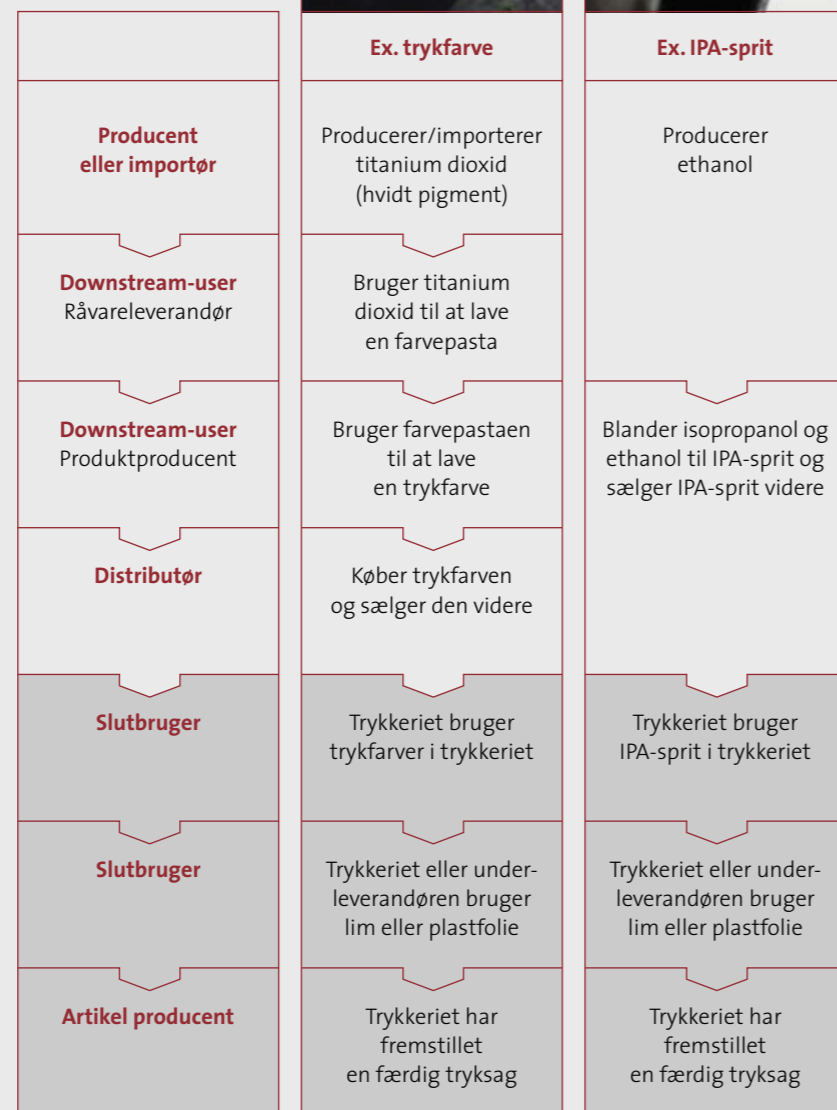 Ex. trykfarve
Ex. IPA-sprit
Producent
eller importør
Producerer/importerer
titanium dioxid
(hvidt pigment)
Producerer
ethanol
Downstream-user
Råvareleverandør
Bruger titanium
dioxid til at lave
en farvepasta
Downstream-user
Produktproducent
Bruger farvepastaen
til at lave
en trykfarve
Blander isopropanol og
ethanol til IPA-sprit og
sælger IPA-sprit videre
Distributør
Køber trykfarven
og sælger den videre
Slutbruger
Trykkeriet bruger
trykfarver i trykkeriet
Trykkeriet bruger
IPA-sprit i trykkeriet
Slutbruger
Trykkeriet eller under-
leverandøren bruger
lim eller plastfolie
Trykkeriet eller under-
leverandøren bruger
lim eller plastfolie
Artikel producent
Trykkeriet har
fremstillet
en færdig tryksag
Trykkeriet har
fremstillet
en færdig tryksag